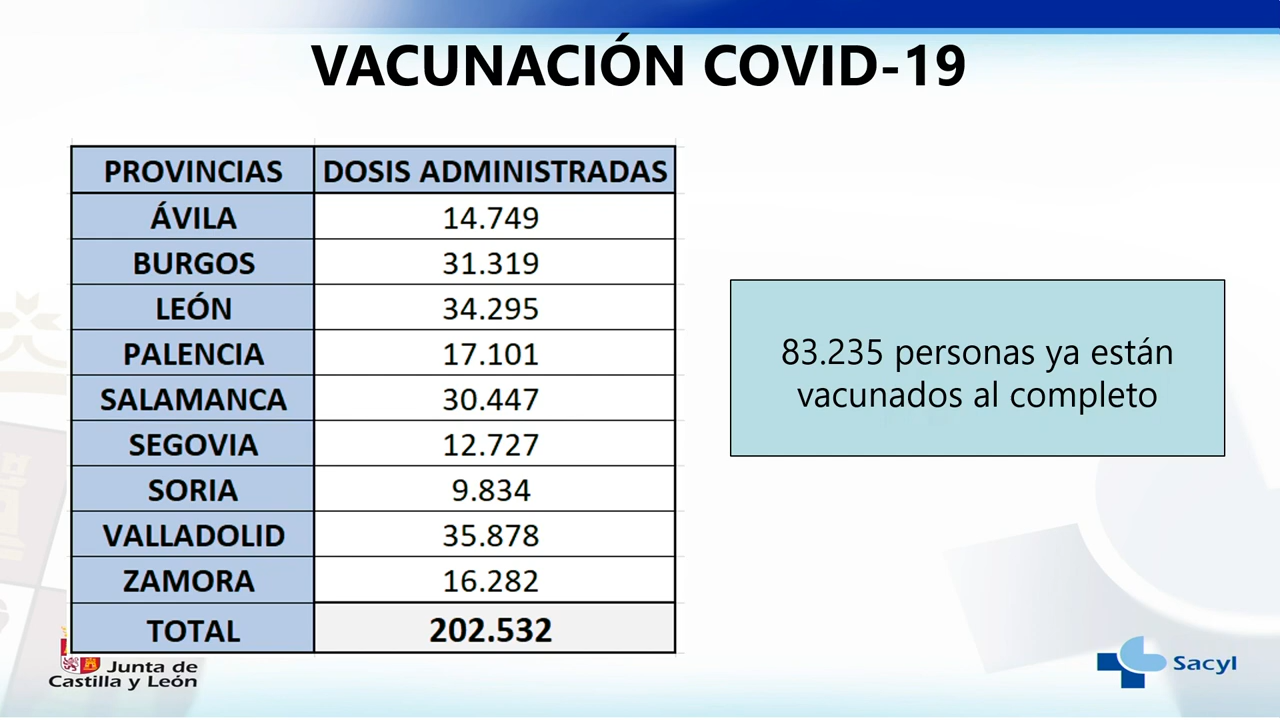 VACUNACIÓN COVID-19
PROVINCIAS DOSIS ADMINISTRADAS
ÁVILA 14.749
BURGOS 31.319
LEÓN 34.295
PALENCIA 17.101
SALAMANCA 30.447
SEGOVIA 12.727
SORIA 9.834
VALLADOLID 35.878
ZAMORA 16.282
TOTAL 202.532
83.235 personas ya están
vacunados al completo
Junta de
Castilla y León
Sacyl